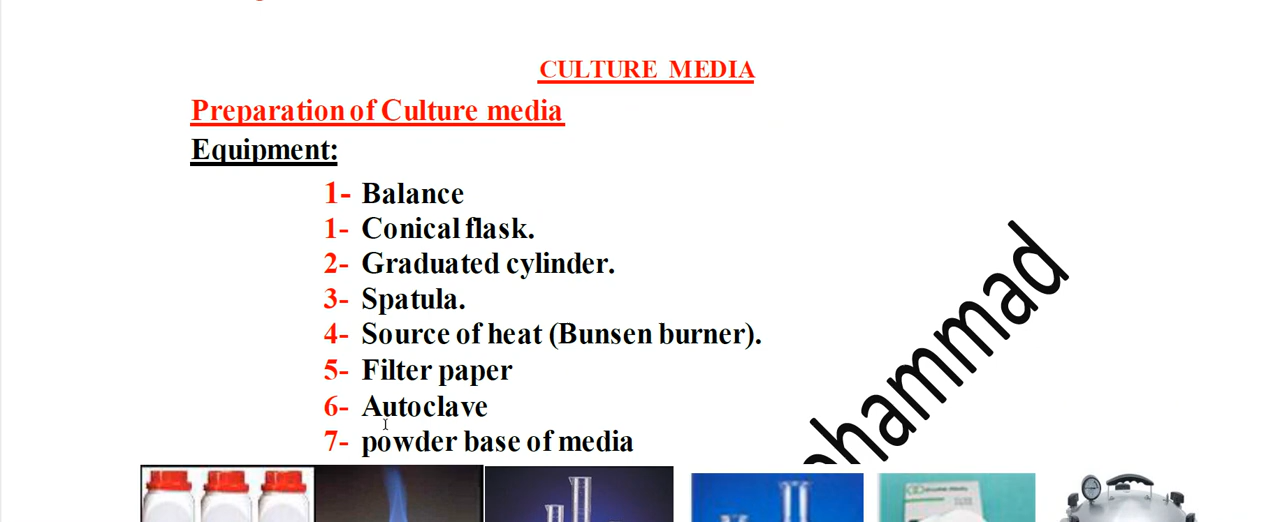 CULTURE MEDIA
Preparation of Culture media
Equipment:
1- Balance
1- Conical flask.
2- Graduated cylinder.
3- Spatula.
4- Source of heat (Bunsen burner).
5- Filter paper
6- Autoclave
7- powder base of media